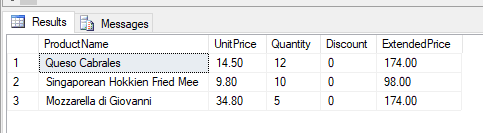 Results Messages
ProductName UnitPrice Quantity Discount ExtendedPrice
1 Queso Cabrales 14.50 12 0 174.00
2 Singaporean Hokkien Fried Mee 9.80 10 0 98.00
3 Mozzarella di Giovanni 34.80 5 0 174.00